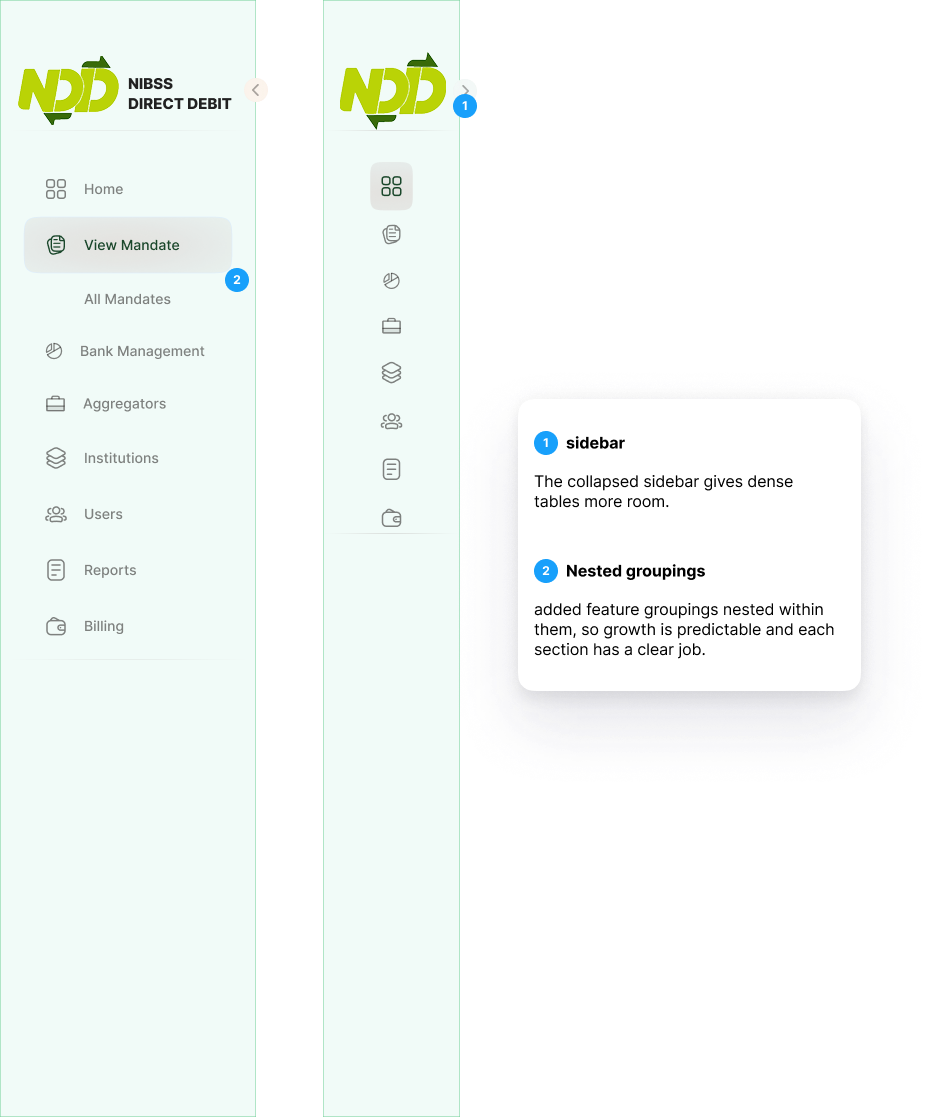 NDD
NIBSS
DIRECT DEBIT
Home
View Mandate
2
All Mandates
Bank Management
Aggregators
Institutions
Users
Reports
Billing
NDD
1
1 sidebar
The collapsed sidebar gives dense
tables more room.
2 Nested groupings
added feature groupings nested within
them, so growth is predictable and each
section has a clear job.